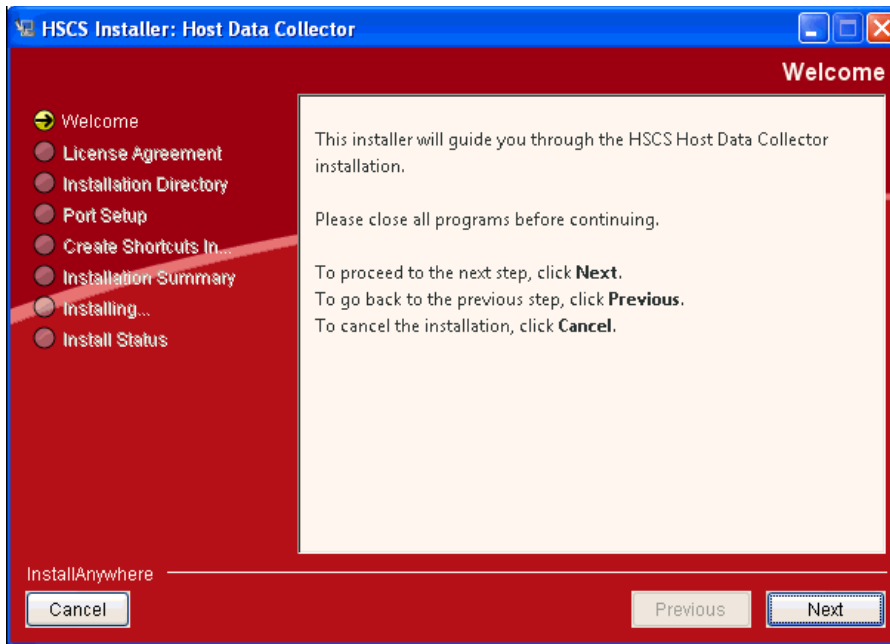 HSCS Installer: Host Data Collector
Welcome
Welcome
License Agreement
Installation Directory
Port Setup
Create Shortcuts In...
Installation Summary
Installing...
Install Status
This installer will guide you through the HSCS Host Data Collector
installation.
Please close all programs before continuing.
To proceed to the next step, click Next.
To go back to the previous step, click Previous.
To cancel the installation, click Cancel.
InstallAnywhere
Cancel
Previous
Next